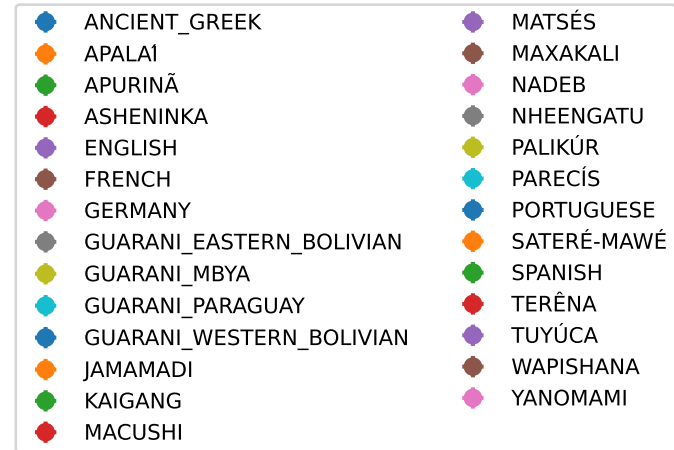 ANCIENT_GREEK
APALAÍ
APURINÃ
ASHENINKA
ENGLISH
FRENCH
GERMANY
GUARANI_EASTERN_BOLIVIAN
GUARANI_MBYA
GUARANI_PARAGUAY
GUARANI_WESTERN_BOLIVIAN
JAMAMADI
KAIGANG
MACUSHI
MATSÉS
MAXAKALI
NADEB
NHEENGATU
PALIKÚR
PARECÍS
PORTUGUESE
SATERÉ-MAWÉ
SPANISH
TERÊNA
TUYÚCA
WAPISHANA
YANOMAMI